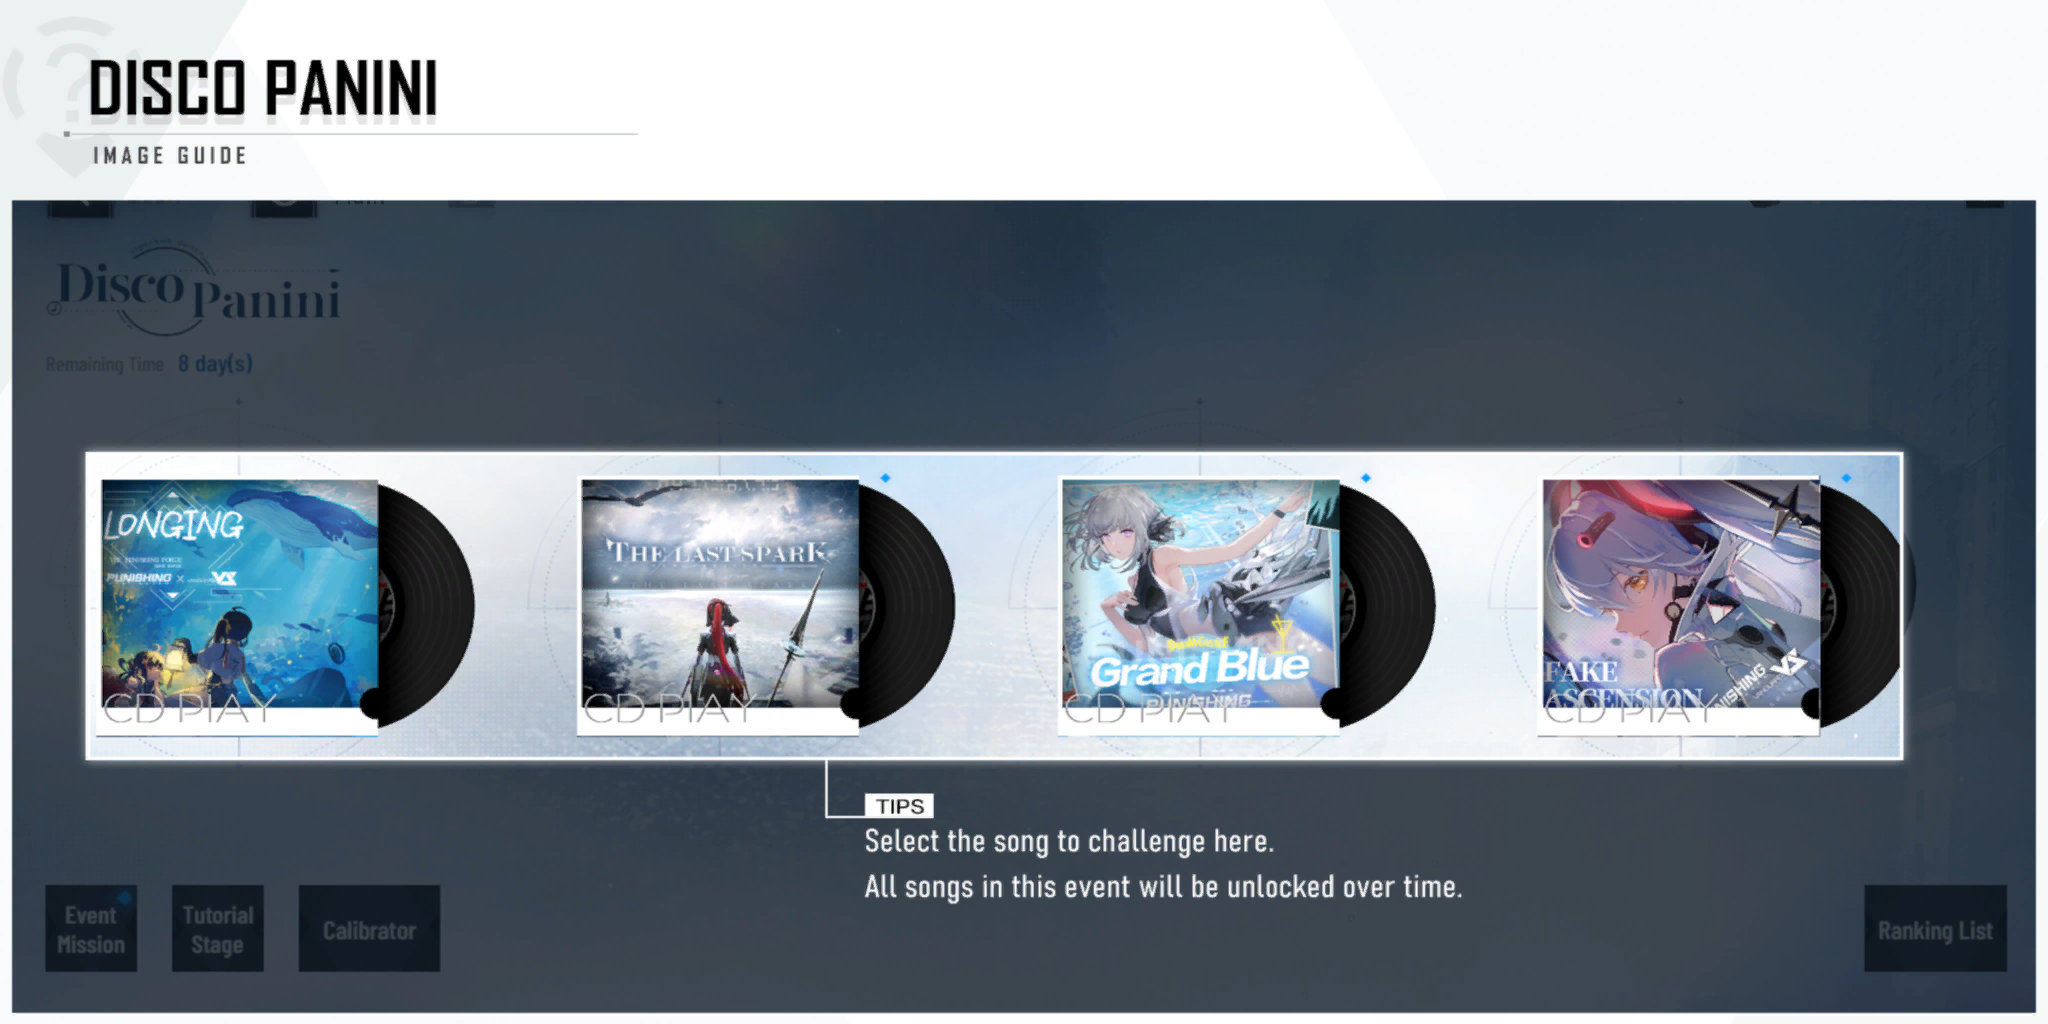 DISCO PANINI
IMAGE GUIDE
Disco Panini
Remaining Time 8 day(s)
LONGING
PUNISHING X VS
CD PLAY
THE LAST SPARK
CD PLAY
Grand Blue
PUNISHING
CD PLAY
FAKE
ASCENSION
CD PLAY
TIPS
Select the song to challenge here.
All songs in this event will be unlocked over time.
Event
Mission
Tutorial
Stage
Calibrator
Ranking List